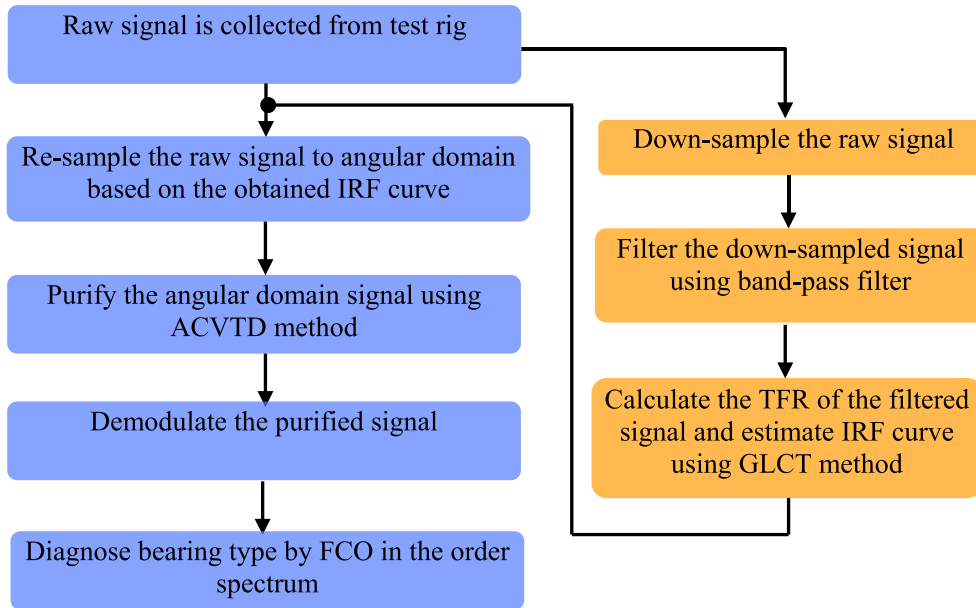 Raw signal is collected from test rig
Re-sample the raw signal to angular domain
based on the obtained IRF curve
Purify the angular domain signal using
ACVTD method
Demodulate the purified signal
Diagnose bearing type by FCO in the order
spectrum
Down-sample the raw signal
Filter the down-sampled signal
using band-pass filter
Calculate the TFR of the filtered
signal and estimate IRF curve
using GLCT method